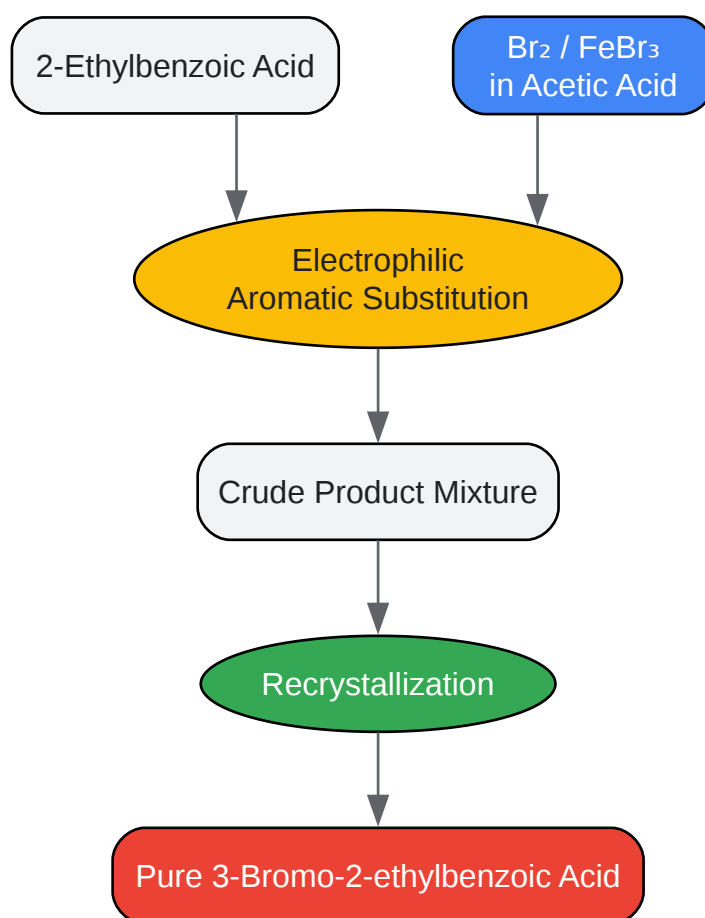 2-Ethylbenzoic Acid
Br₂ / FeBr₃
in Acetic Acid
Electrophilic
Aromatic Substitution
Crude Product Mixture
Recrystallization
Pure 3-Bromo-2-ethylbenzoic Acid